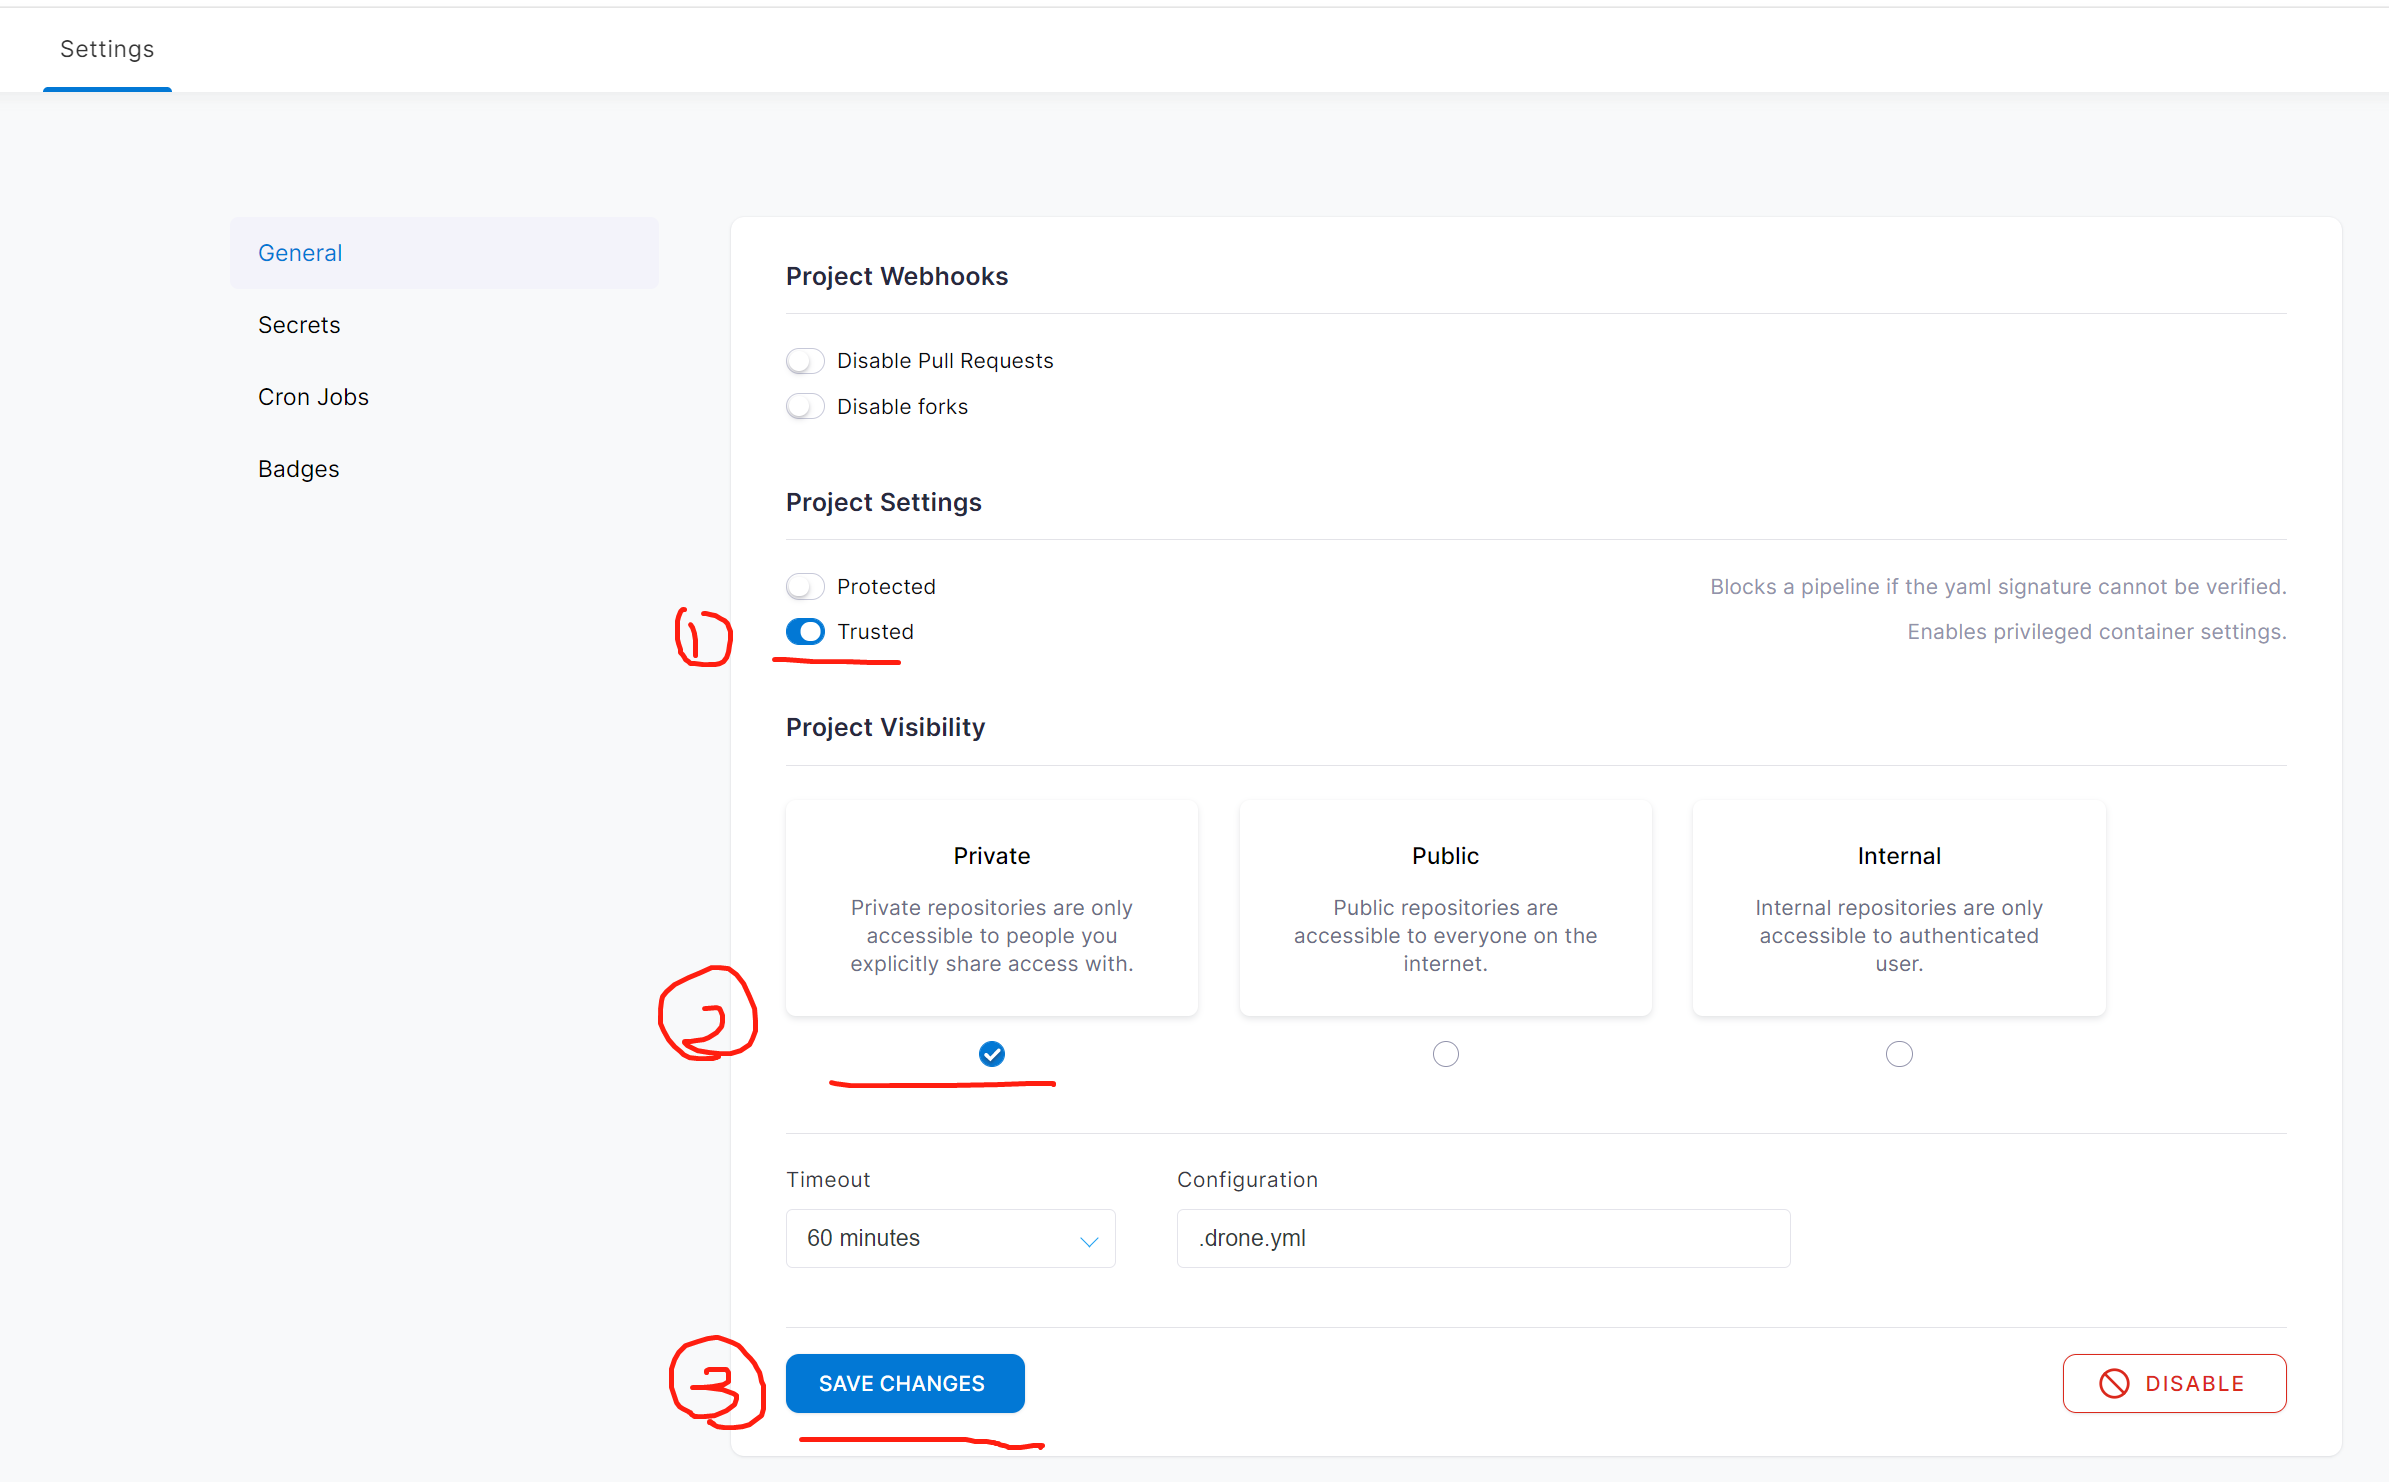 Settings
General
Secrets
Cron Jobs
Badges
Project Webhooks
Disable Pull Requests
Disable forks
Project Settings
Protected
Blocks a pipeline if the yaml signature cannot be verified.
1
Trusted
Enables privileged container settings.
Project Visibility
Private
Private repositories are only
accessible to people you
explicitly share access with.
Public
Public repositories are
accessible to everyone on the
internet.
Internal
Internal repositories are only
accessible to authenticated
user.
2
Timeout
60 minutes
Configuration
.drone.yml
3
SAVE CHANGES
DISABLE